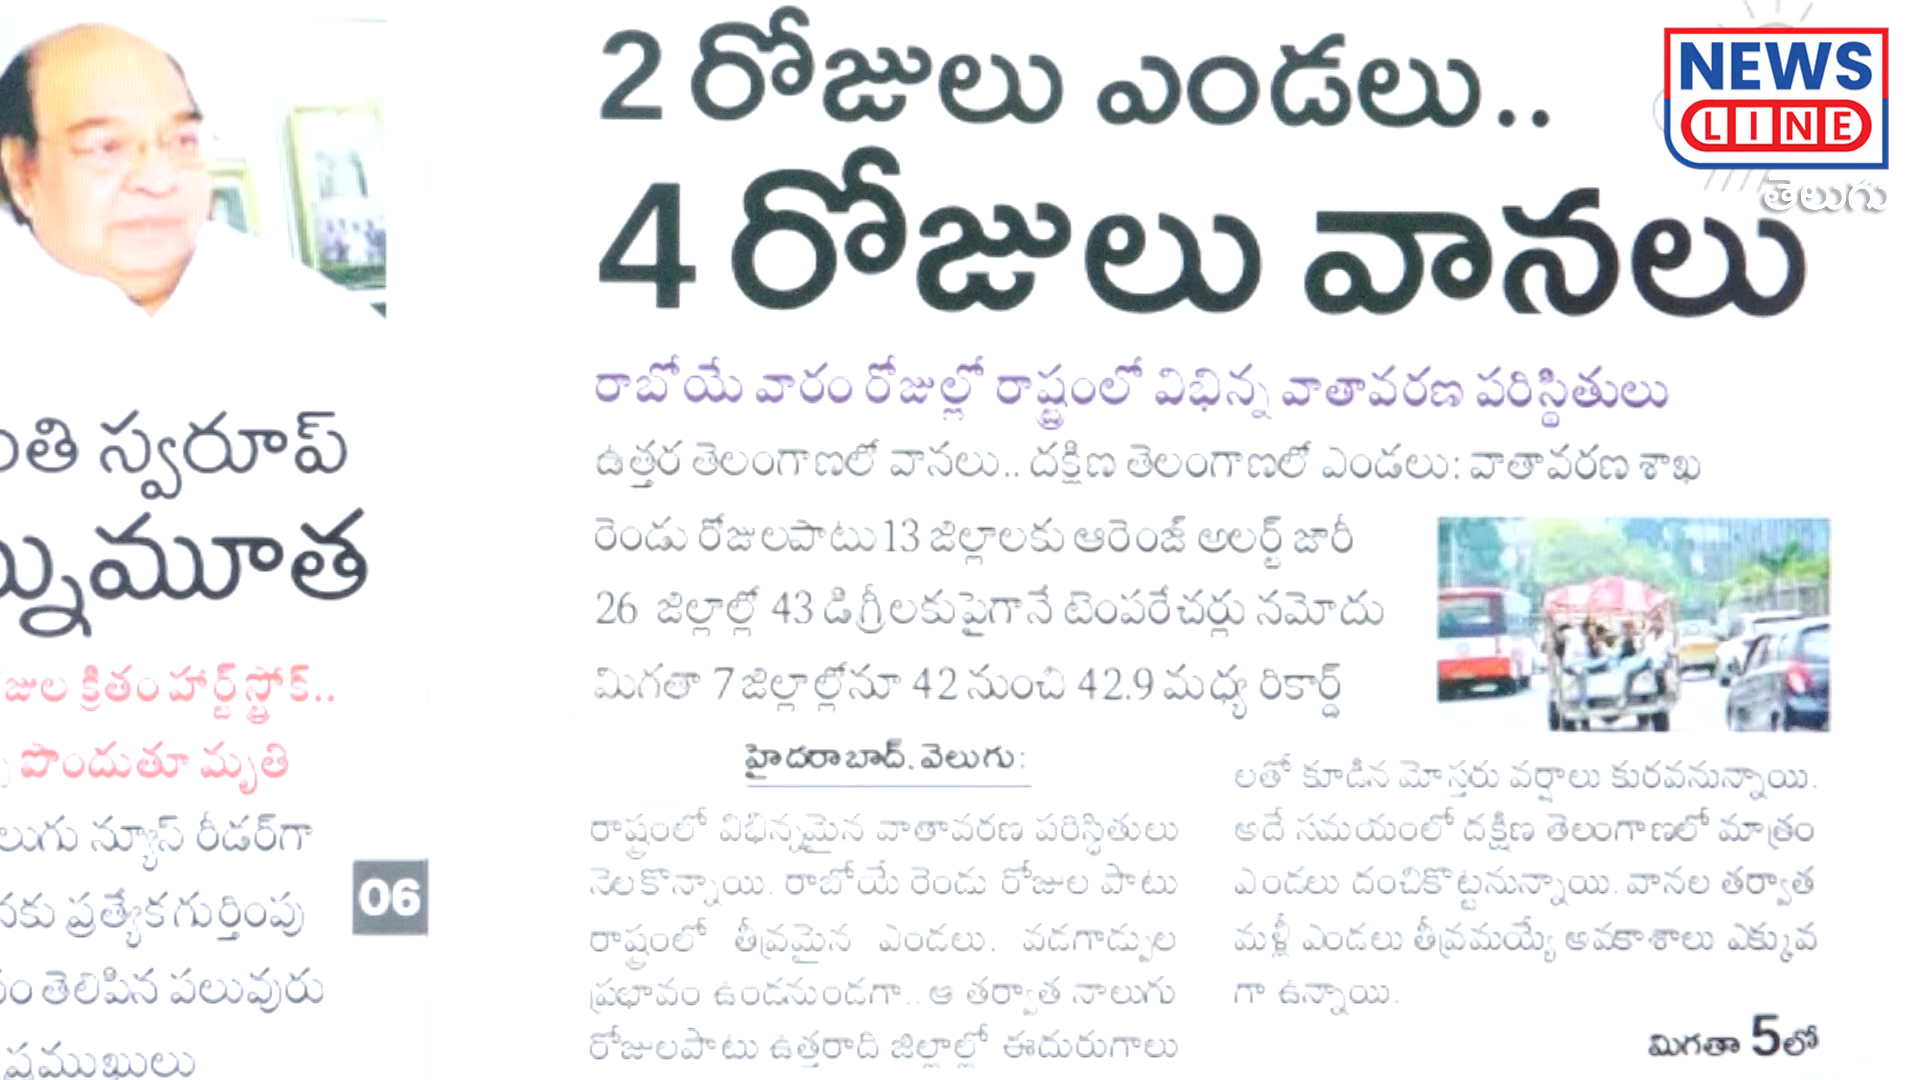 NEWS
LINE
తెలుగు
2 రోజులు ఎండలు..
4 రోజులు వానలు
రాబోయే వారం రోజుల్లో రాష్ట్రంలో విభిన్న వాతావరణ పరిస్థితులు
ఉత్తర తెలంగాణలో వానలు.. దక్షిణ తెలంగాణలో ఎండలు: వాతావరణ శాఖ
రెండు రోజులపాటు 13 జిల్లాలకు ఆరెంజ్ అలర్ట్ జారీ
26 జిల్లాల్లో 43 డిగ్రీలకుపైగానే టెంపరేచర్లు నమోదు
మిగతా 7 జిల్లాల్లోనూ 42 నుంచి 42.9 మధ్య రికార్డ్
హైదరాబాద్, వెలుగు:
రాష్ట్రంలో విభిన్నమైన వాతావరణ పరిస్థితులు
నెలకొన్నాయి. రాబోయే రెండు రోజుల పాటు
రాష్ట్రంలో తీవ్రమైన ఎండలు, వడగాడ్పుల
ప్రభావం ఉండనుండగా.. ఆ తర్వాత నాలుగు
రోజులపాటు ఉత్తరాది జిల్లాల్లో ఈదురుగాలు
లతో కూడిన మోస్తరు వర్షాలు కురవనున్నాయి.
అదే సమయంలో దక్షిణ తెలంగాణలో మాత్రం
ఎండలు దంచికొట్టనున్నాయి. వానల తర్వాత
మళ్లీ ఎండలు తీవ్రమయ్యే అవకాశాలు ఎక్కువ
గా ఉన్నాయి.
మిగతా 5లో
స్వరూప్
న్నుమూత
జుల క్రితం హార్ట్ స్ట్రోక్..
పొందుతూ మృతి
లుగు న్యూస్ రీడర్‌గా
నకు ప్రత్యేక గుర్తింపు
ం తెలిపిన పలువురు
ప్రముఖులు
06